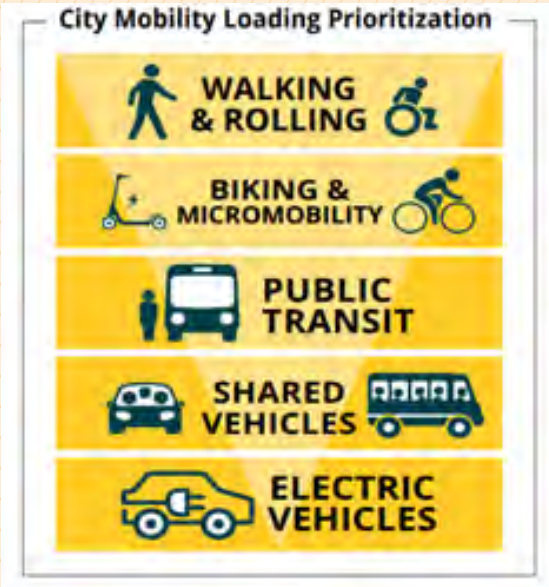 City Mobility Loading Prioritization
WALKING
& ROLLING
BIKING &
MICROMOBILITY
PUBLIC
TRANSIT
SHARED
VEHICLES
ELECTRIC
VEHICLES